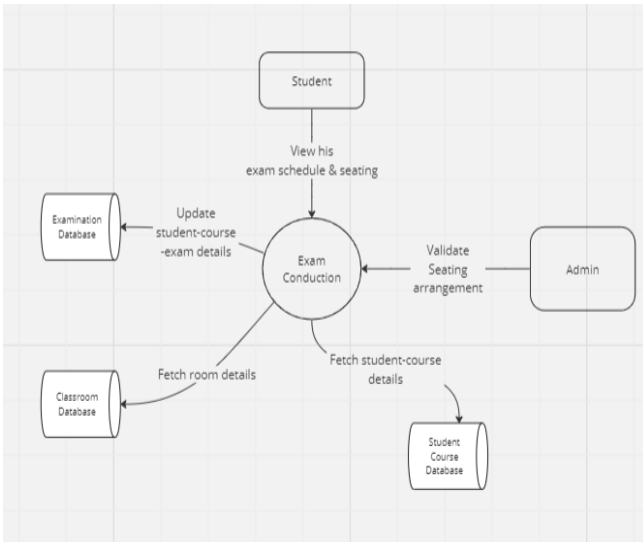 Student
View his
exam schedule & seating
Examination
Database
Update
student-course
-exam details
Exam
Conduction
Validate
Seating
arrangement
Admin
Fetch room details
Fetch student-course
details
Classroom
Database
Student
Course
Database